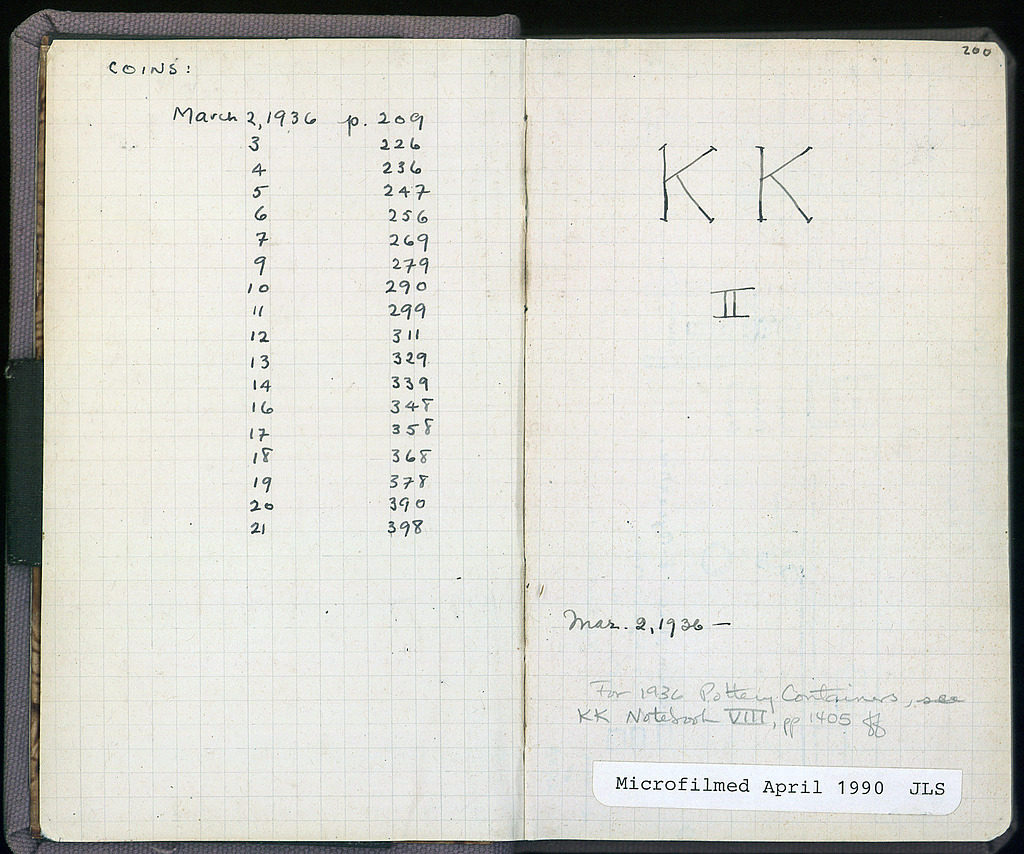 COINS:
March 2, 1936 p. 209
3 226
4 236
5 247
6 256
7 269
9 279
10 290
11 299
12 311
13 329
14 339
16 348
17 358
18 368
19 378
20 390
21 398
200
KK
II
Mar. 2, 1936 —
For 1936 Pottery Containers, see
KK Notebook VIII, pp 1405 ff
Microfilmed April 1990 JLS